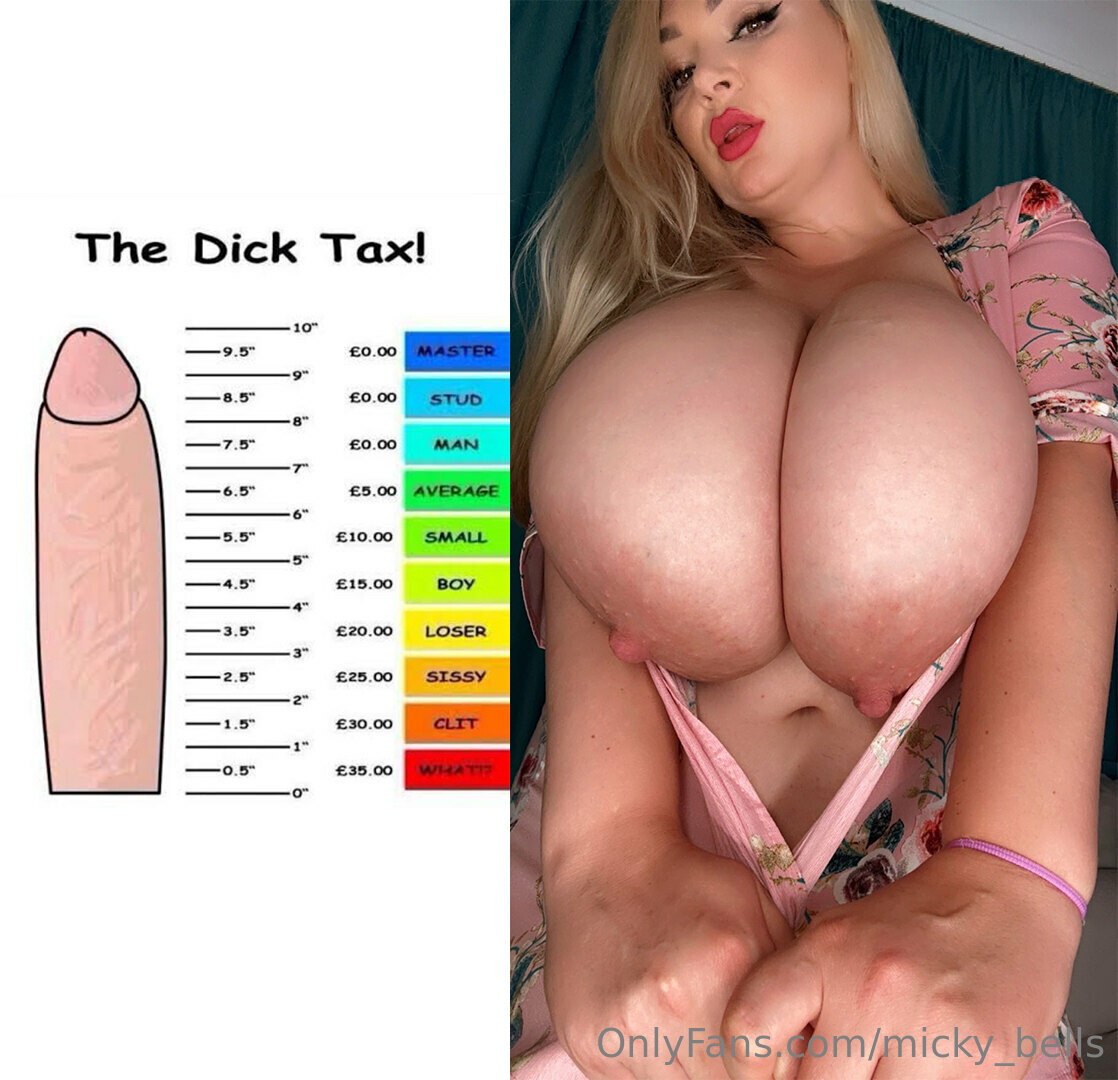 The Dick Tax!
10"
9.5" £0.00 MASTER
9"
8.5" £0.00 STUD
8"
7.5" £0.00 MAN
7"
6.5" £5.00 AVERAGE
6"
5.5" £10.00 SMALL
5"
4.5" £15.00 BOY
4"
3.5" £20.00 LOSER
3"
2.5" £25.00 SISSY
2"
1.5" £30.00 CLIT
1"
0.5" £35.00 WHAT!?
0"
OnlyFans.com/micky_bells